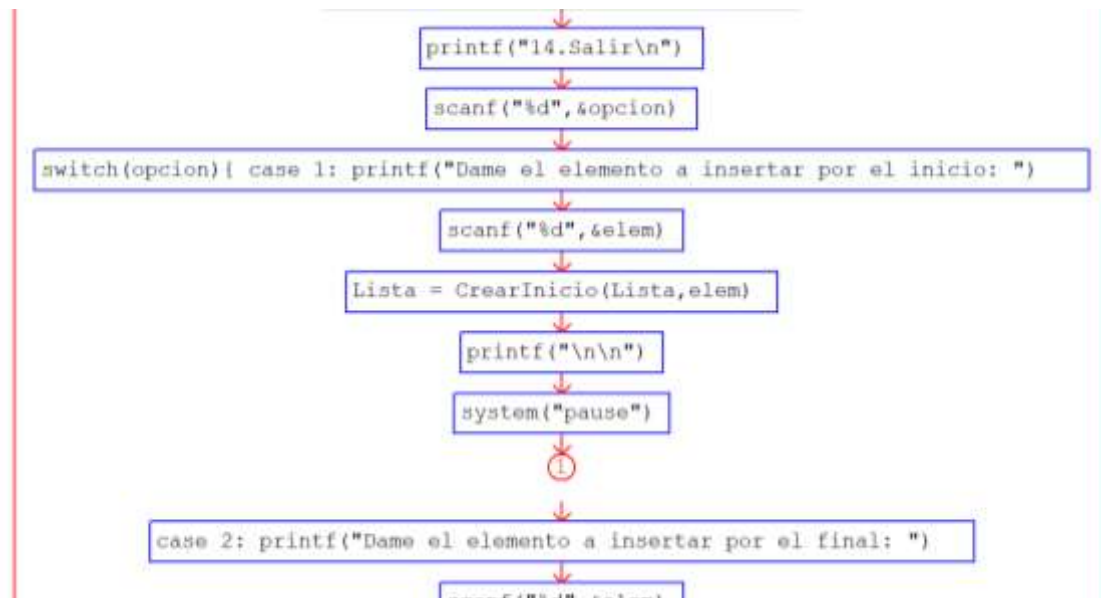 printf("14.Salir\n")
scanf("%d",&opcion)
switch(opcion){ case 1: printf("Dame el elemento a insertar por el inicio: ")
scanf("%d",&elem)
Lista = CrearInicio(Lista,elem)
printf("\n\n")
system("pause")
1
case 2: printf("Dame el elemento a insertar por el final: ")